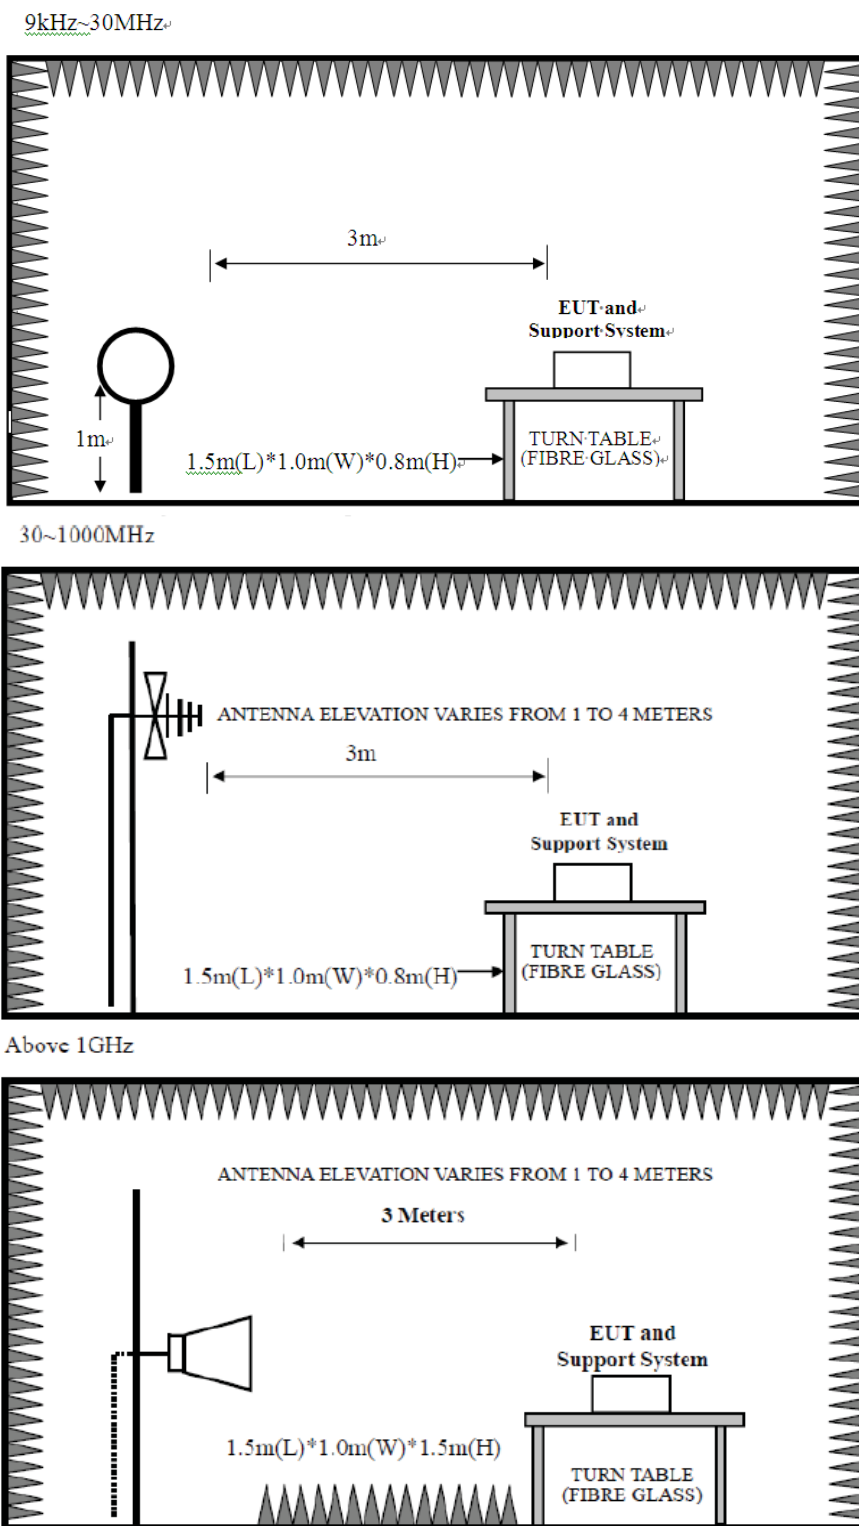 9kHz~30MHz
3m
EUT and
Support System
1m
1.5m(L)*1.0m(W)*0.8m(H)
TURN TABLE
(FIBRE GLASS)
30~1000MHz
ANTENNA ELEVATION VARIES FROM 1 TO 4 METERS
3m
EUT and
Support System
1.5m(L)*1.0m(W)*0.8m(H)
TURN TABLE
(FIBRE GLASS)
Above 1GHz
ANTENNA ELEVATION VARIES FROM 1 TO 4 METERS
3 Meters
EUT and
Support System
1.5m(L)*1.0m(W)*1.5m(H)
TURN TABLE
(FIBRE GLASS)